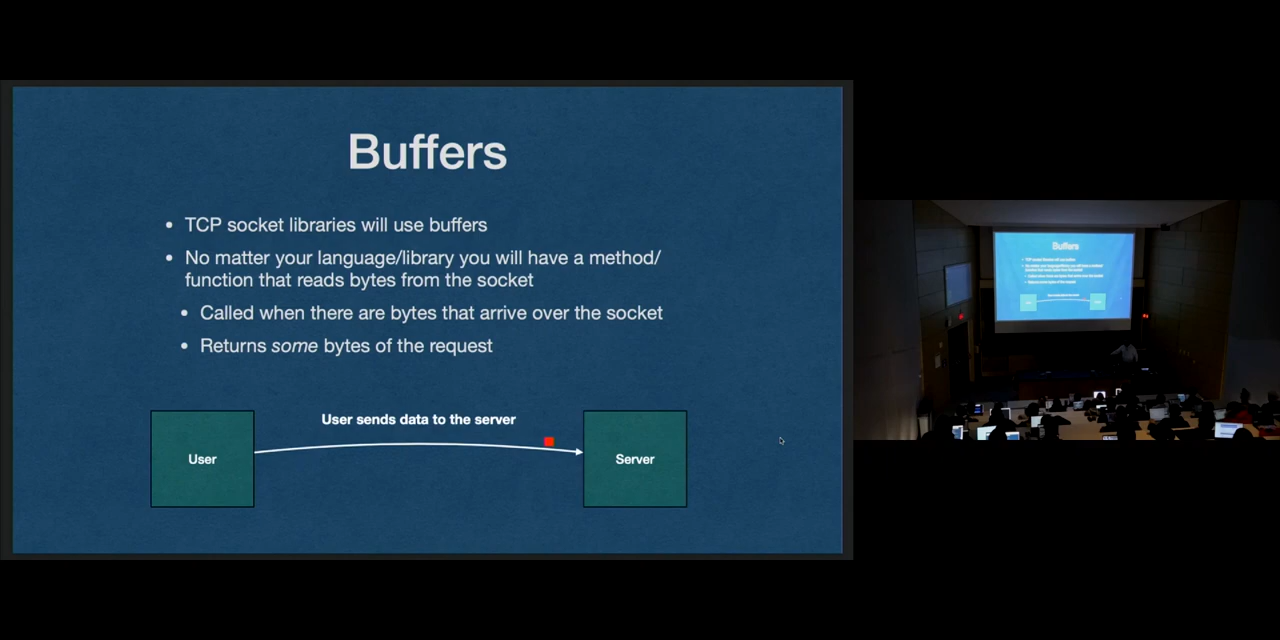 Buffers
TCP socket libraries will use buffers
No matter your language/library you will have a method/
function that reads bytes from the socket
Called when there are bytes that arrive over the socket
Returns some bytes of the request
User sends data to the server
User
Server
Buffers